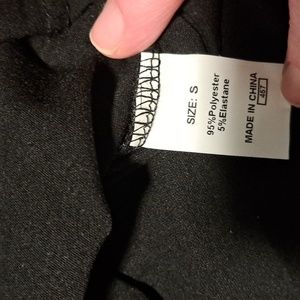 SIZE: S
95%Polyester
5%Elastane
MADE IN CHINA
467